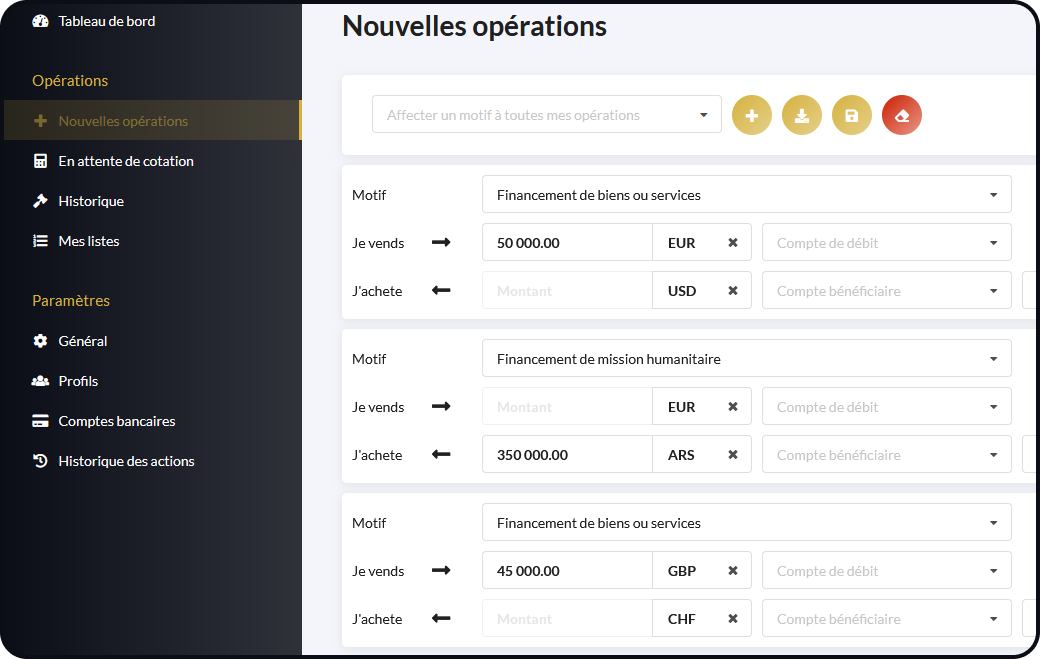 Tableau de bord
Opérations
Nouvelles opérations
En attente de cotation
Historique
Mes listes
Paramètres
Général
Profils
Comptes bancaires
Historique des actions
Nouvelles opérations
Affecter un motif à toutes mes opérations
Motif Financement de biens ou services
Je vends 50 000.00 EUR Compte de débit
J'achete Montant USD Compte bénéficiaire
Motif Financement de mission humanitaire
Je vends Montant EUR Compte de débit
J'achete 350 000.00 ARS Compte bénéficiaire
Motif Financement de biens ou services
Je vends 45 000.00 GBP Compte de débit
J'achete Montant CHF Compte bénéficiaire